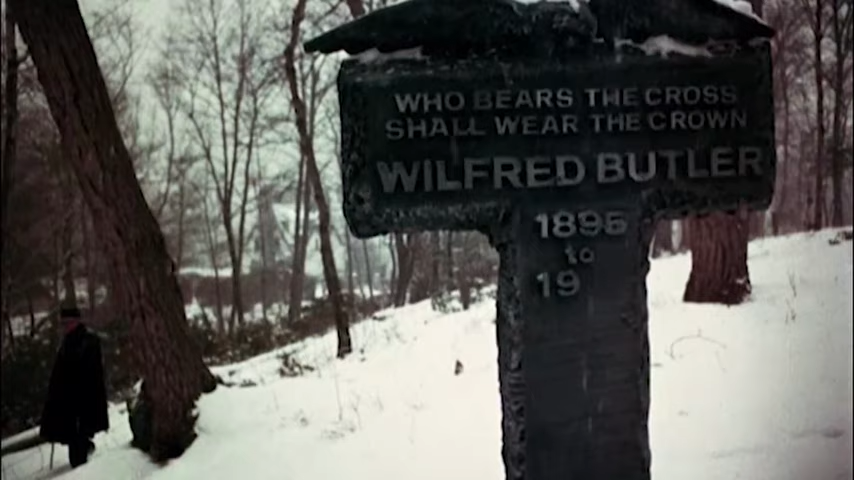 WHO BEARS THE CROSS
SHALL WEAR THE CROWN
WILFRED BUTLER
1895
to
19